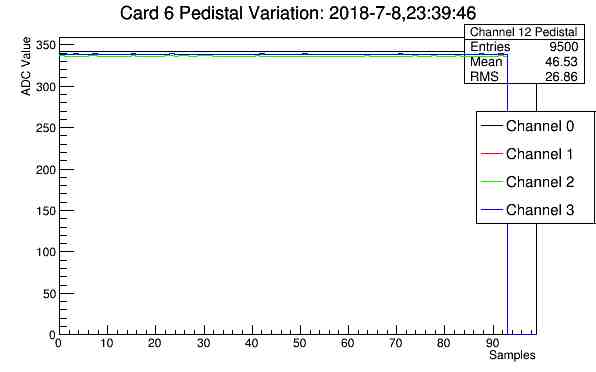 Card 6 Pedistal Variation: 2018-7-8,23:39:46
Channel 12 Pedistal
Entries 9500
Mean 46.53
RMS 26.86
ADC Value
350
300
250
200
150
100
50
0
Channel 0
Channel 1
Channel 2
Channel 3
0 10 20 30 40 50 60 70 80 90
Samples